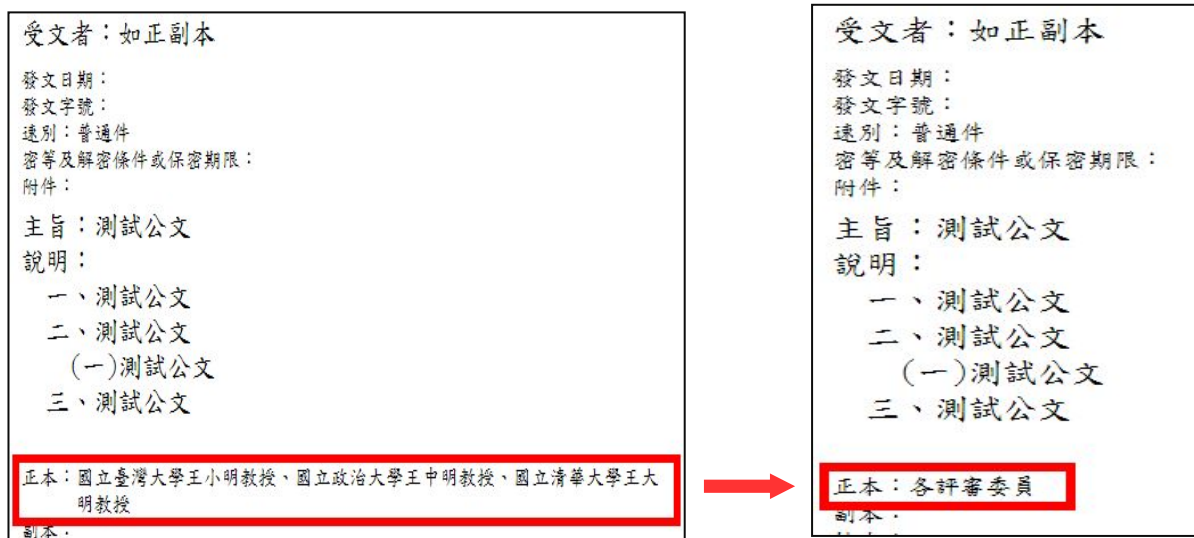 受文者：如正副本
發文日期：
發文字號：
速別：普通件
密等及解密條件或保密期限：
附件：
主旨：測試公文
說明：
一、測試公文
二、測試公文
(一)測試公文
三、測試公文
正本：國立臺灣大學王小明教授、國立政治大學王中明教授、國立清華大學王大
明教授
副本：
受文者：如正副本
發文日期：
發文字號：
速別：普通件
密等及解密條件或保密期限：
附件：
主旨：測試公文
說明：
一、測試公文
二、測試公文
(一)測試公文
三、測試公文
正本：各評審委員
副本：